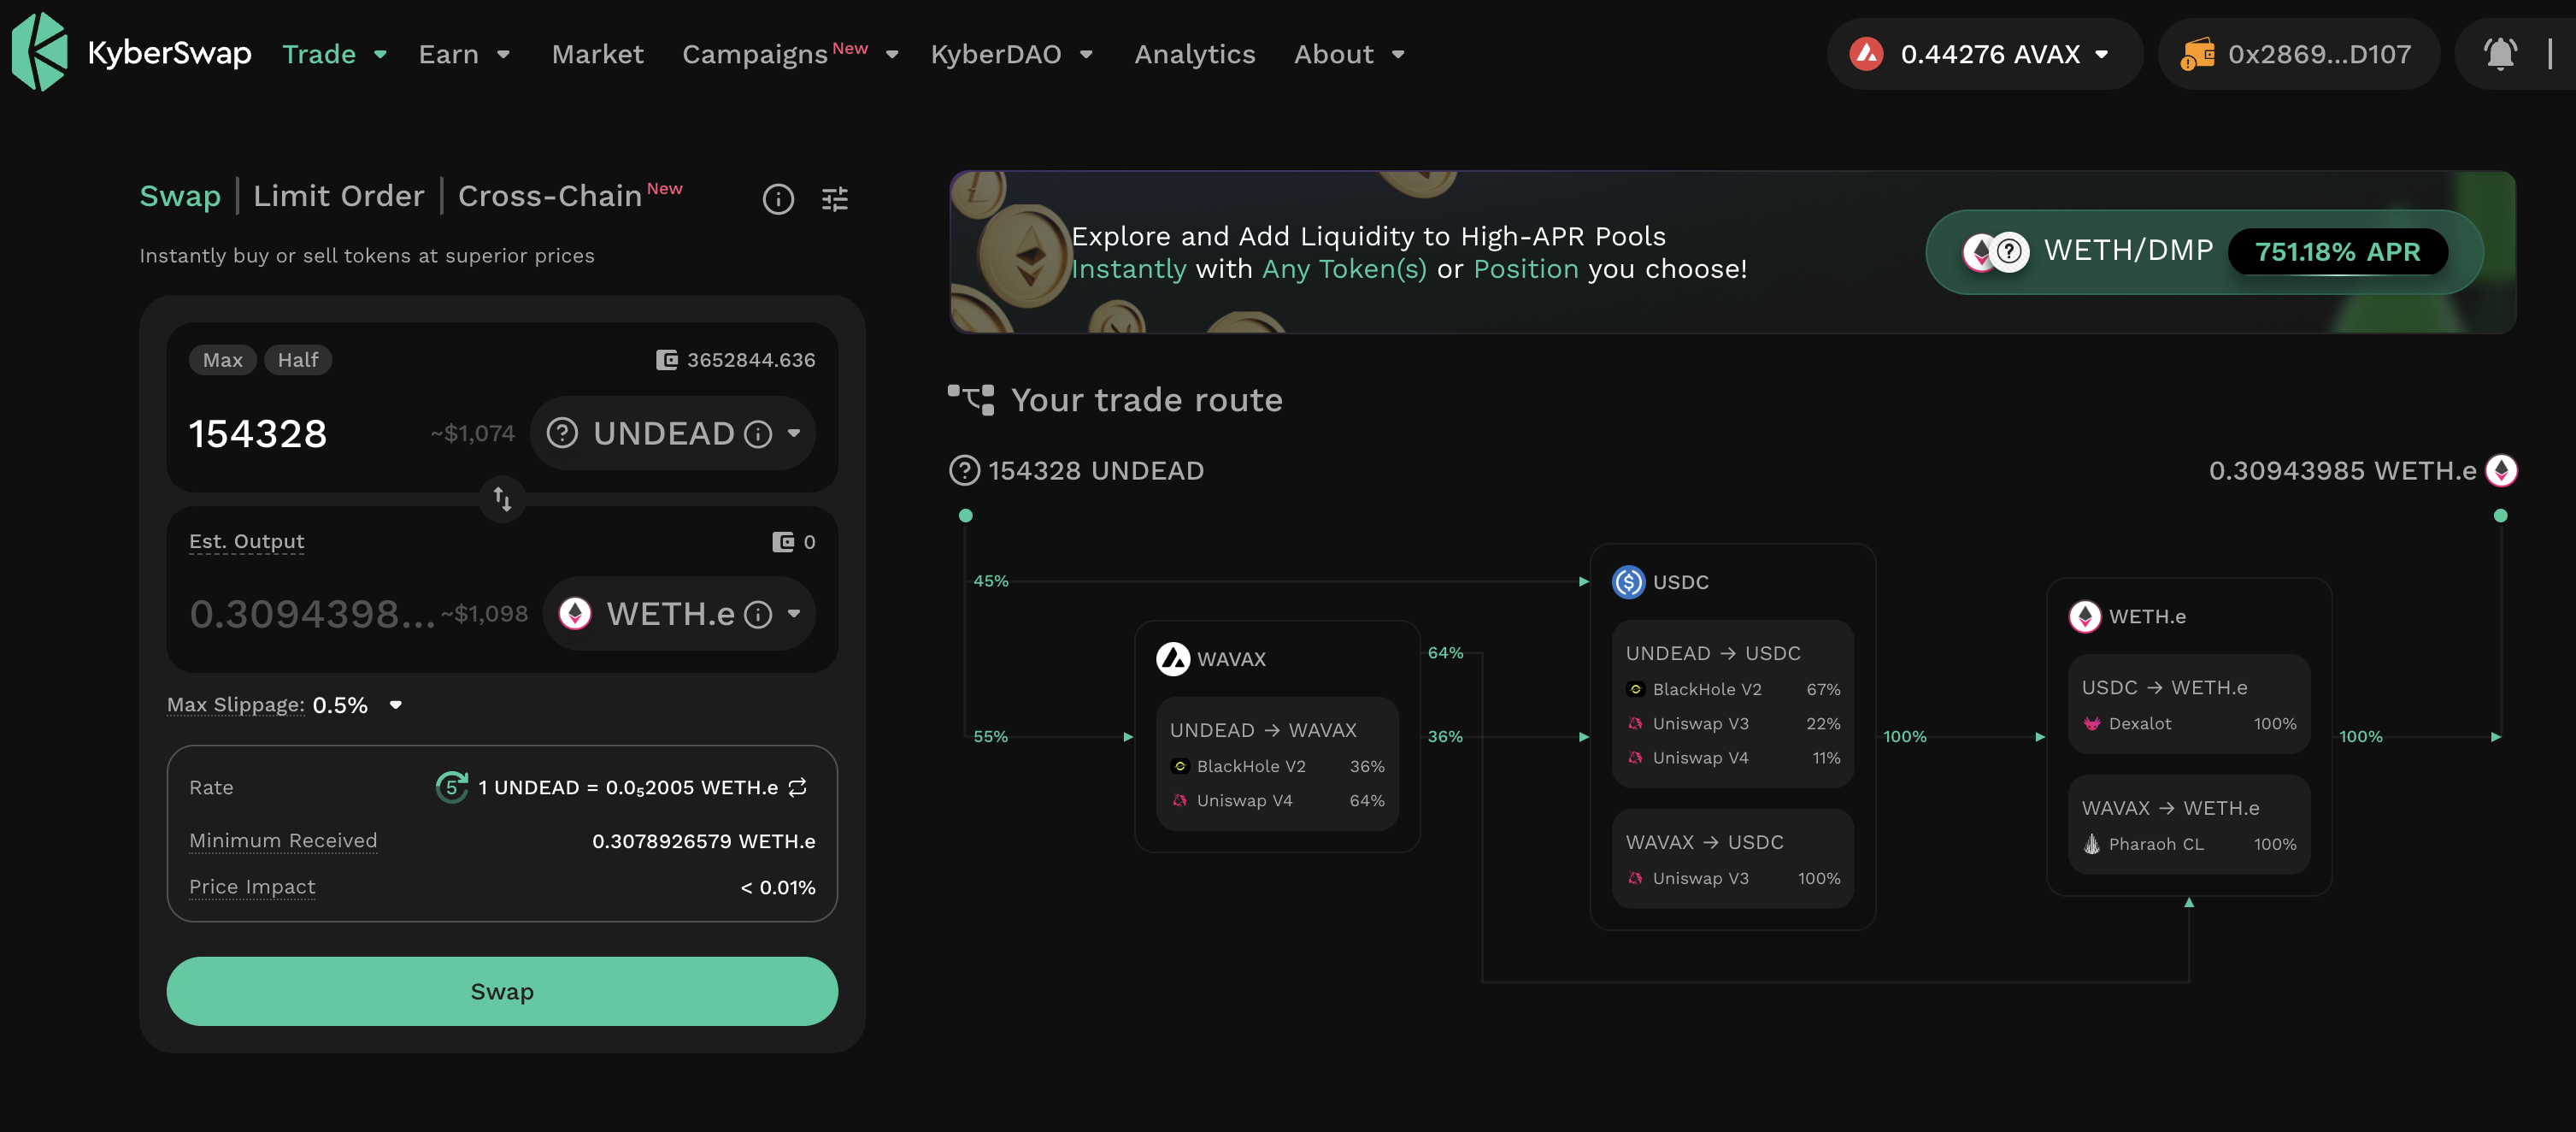 KyberSwap Trade Earn Market Campaigns New KyberDAO Analytics About 0.44276 AVAX 0x2869...D107
Swap | Limit Order | Cross-Chain New
Instantly buy or sell tokens at superior prices
Max Half 3652844.636
154328 ~$1,074 UNDEAD
Est. Output 0
0.3094398... ~$1,098 WETH.e
Max Slippage: 0.5%
Rate 5 1 UNDEAD = 0.0₅2005 WETH.e
Minimum Received 0.3078926579 WETH.e
Price Impact < 0.01%
Swap
Explore and Add Liquidity to High-APR Pools
Instantly with Any Token(s) or Position you choose!
WETH/DMP 751.18% APR
Your trade route
154328 UNDEAD 0.30943985 WETH.e
45%
55%
WAVAX
UNDEAD → WAVAX
BlackHole V2 36%
Uniswap V4 64%
64%
36%
USDC
UNDEAD → USDC
BlackHole V2 67%
Uniswap V3 22%
Uniswap V4 11%
WAVAX → USDC
Uniswap V3 100%
100%
WETH.e
USDC → WETH.e
Dexalot 100%
WAVAX → WETH.e
Pharaoh CL 100%
100%